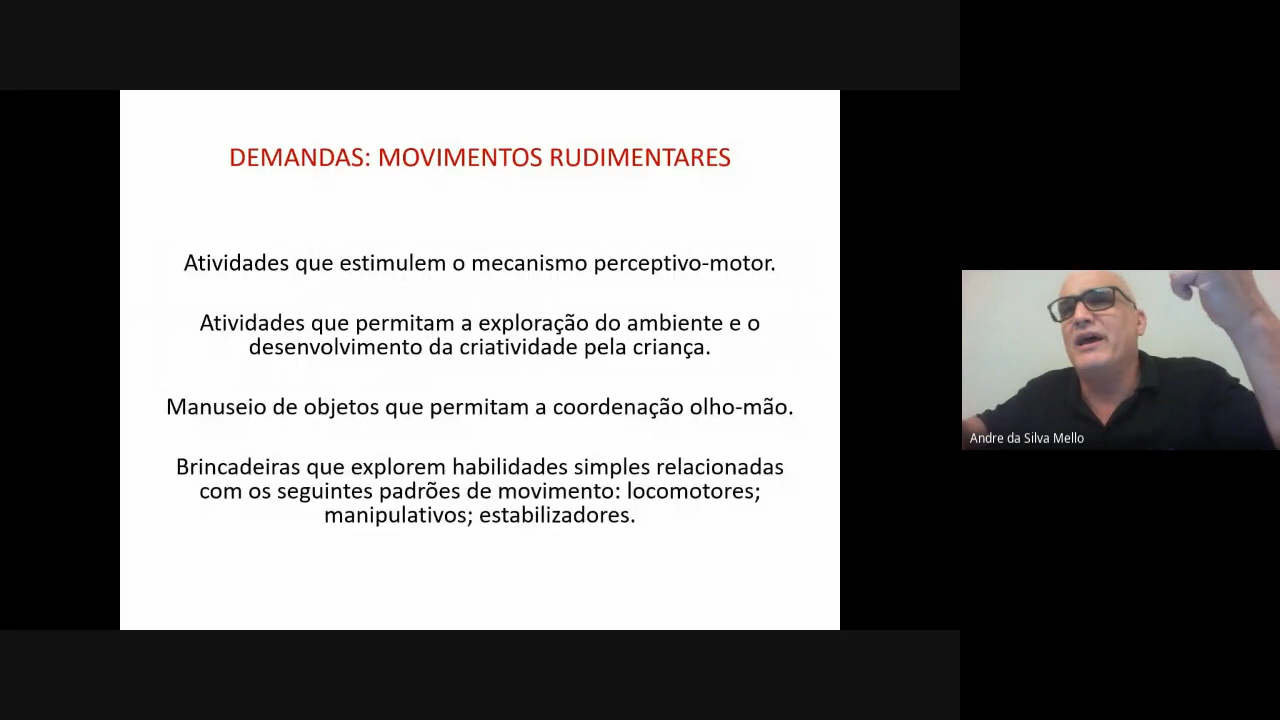 DEMANDAS: MOVIMENTOS RUDIMENTARES
Atividades que estimulem o mecanismo perceptivo-motor.
Atividades que permitam a exploração do ambiente e o
desenvolvimento da criatividade pela criança.
Manuseio de objetos que permitam a coordenação olho-mão.
Brincadeiras que explorem habilidades simples relacionadas
com os seguintes padrões de movimento: locomotores;
manipulativos; estabilizadores.
Andre da Silva Mello